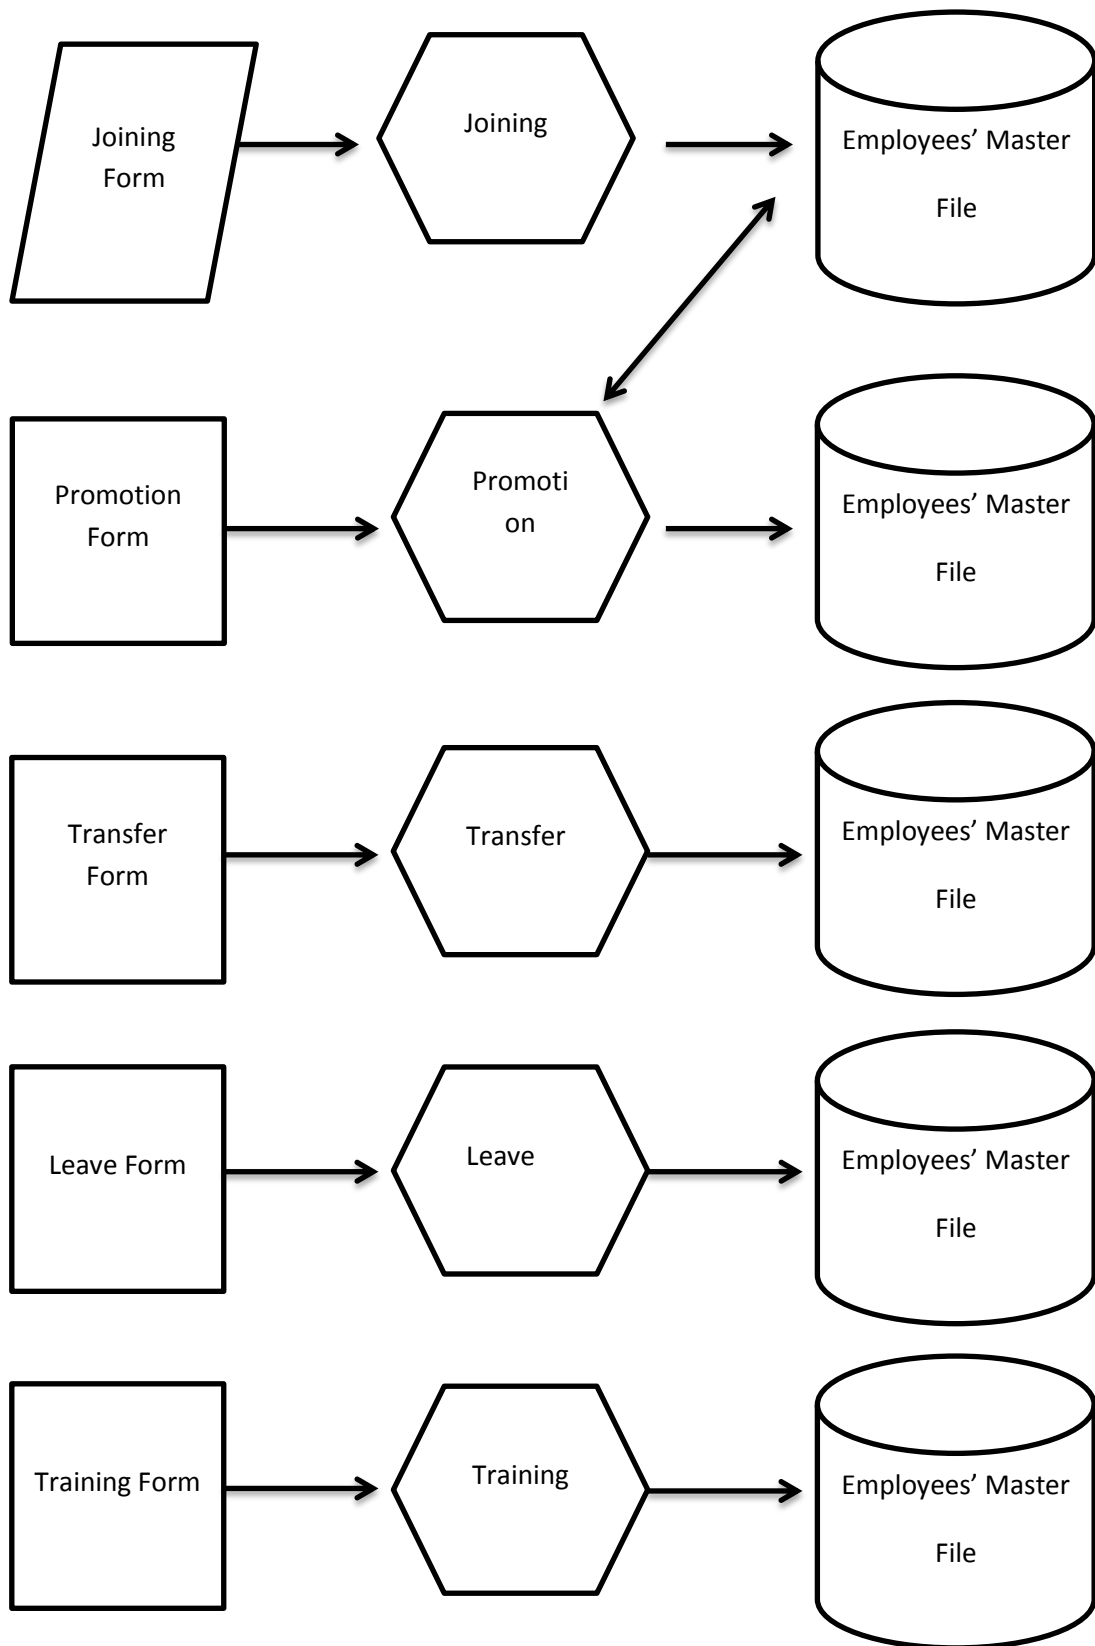 Joining
Form
Joining
Employees’ Master
File
Promotion
Form
Promoti
on
Employees’ Master
File
Transfer
Form
Transfer
Employees’ Master
File
Leave Form
Leave
Employees’ Master
File
Training Form
Training
Employees’ Master
File